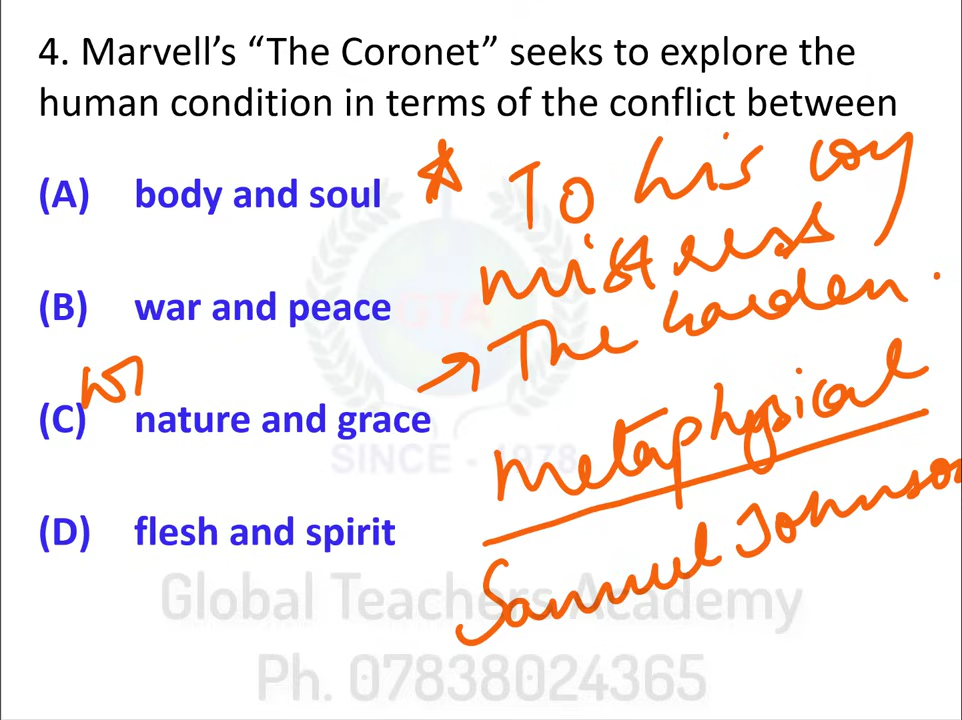 4. Marvell's “The Coronet” seeks to explore the
human condition in terms of the conflict between
(A) body and soul
* To his coy
mistress
(B) war and peace
→ The Garden.
(C) nature and grace
Metaphysical
SINCE - 1978
GTA
(D) flesh and spirit
Samuel Johnson
Global Teachers Academy
Ph. 07838024365